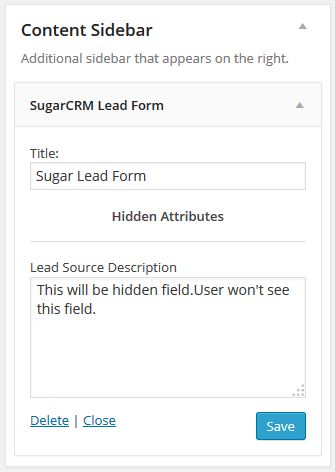 Content Sidebar
Additional sidebar that appears on the right.
SugarCRM Lead Form
Title:
Sugar Lead Form
Hidden Attributes
Lead Source Description
This will be hidden field.User won't see
this field.
Delete | Close
Save